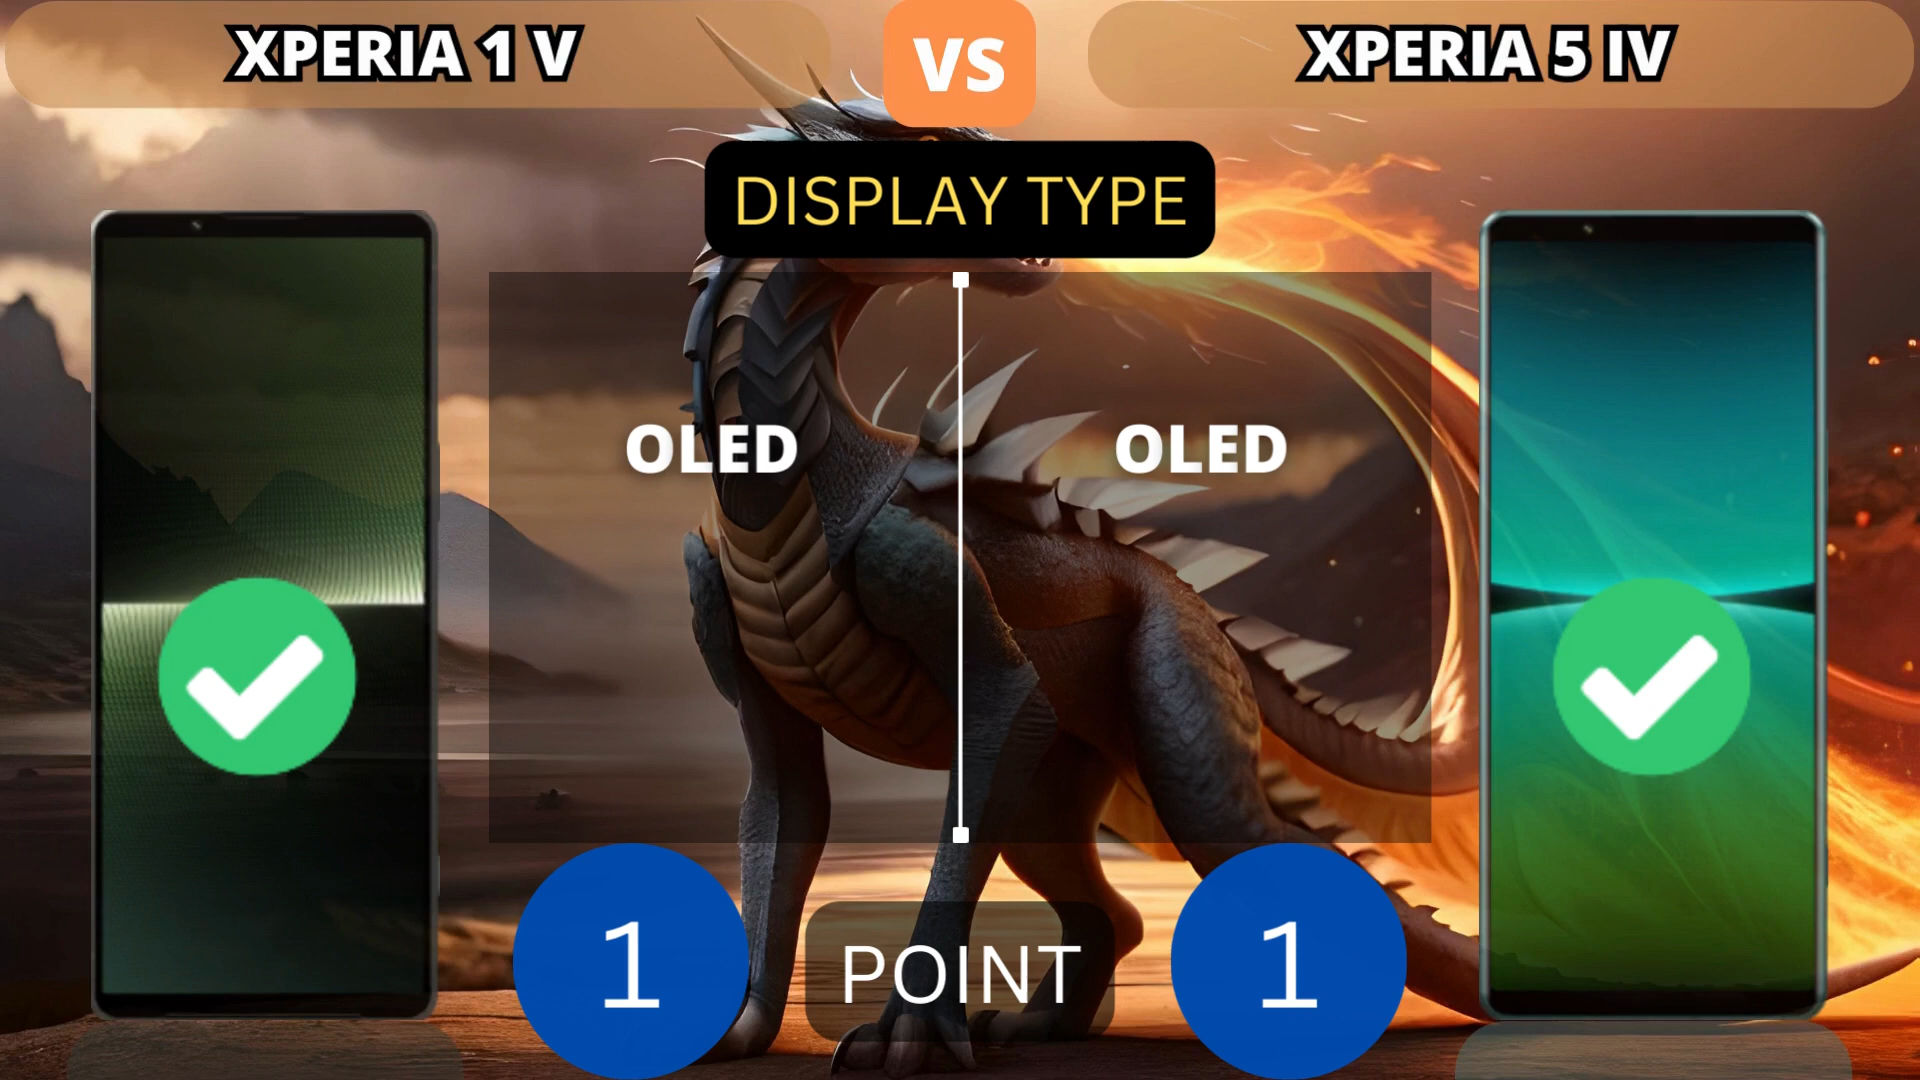 XPERIA 1 V
VS
XPERIA 5 IV
DISPLAY TYPE
OLED
OLED
1
POINT
1